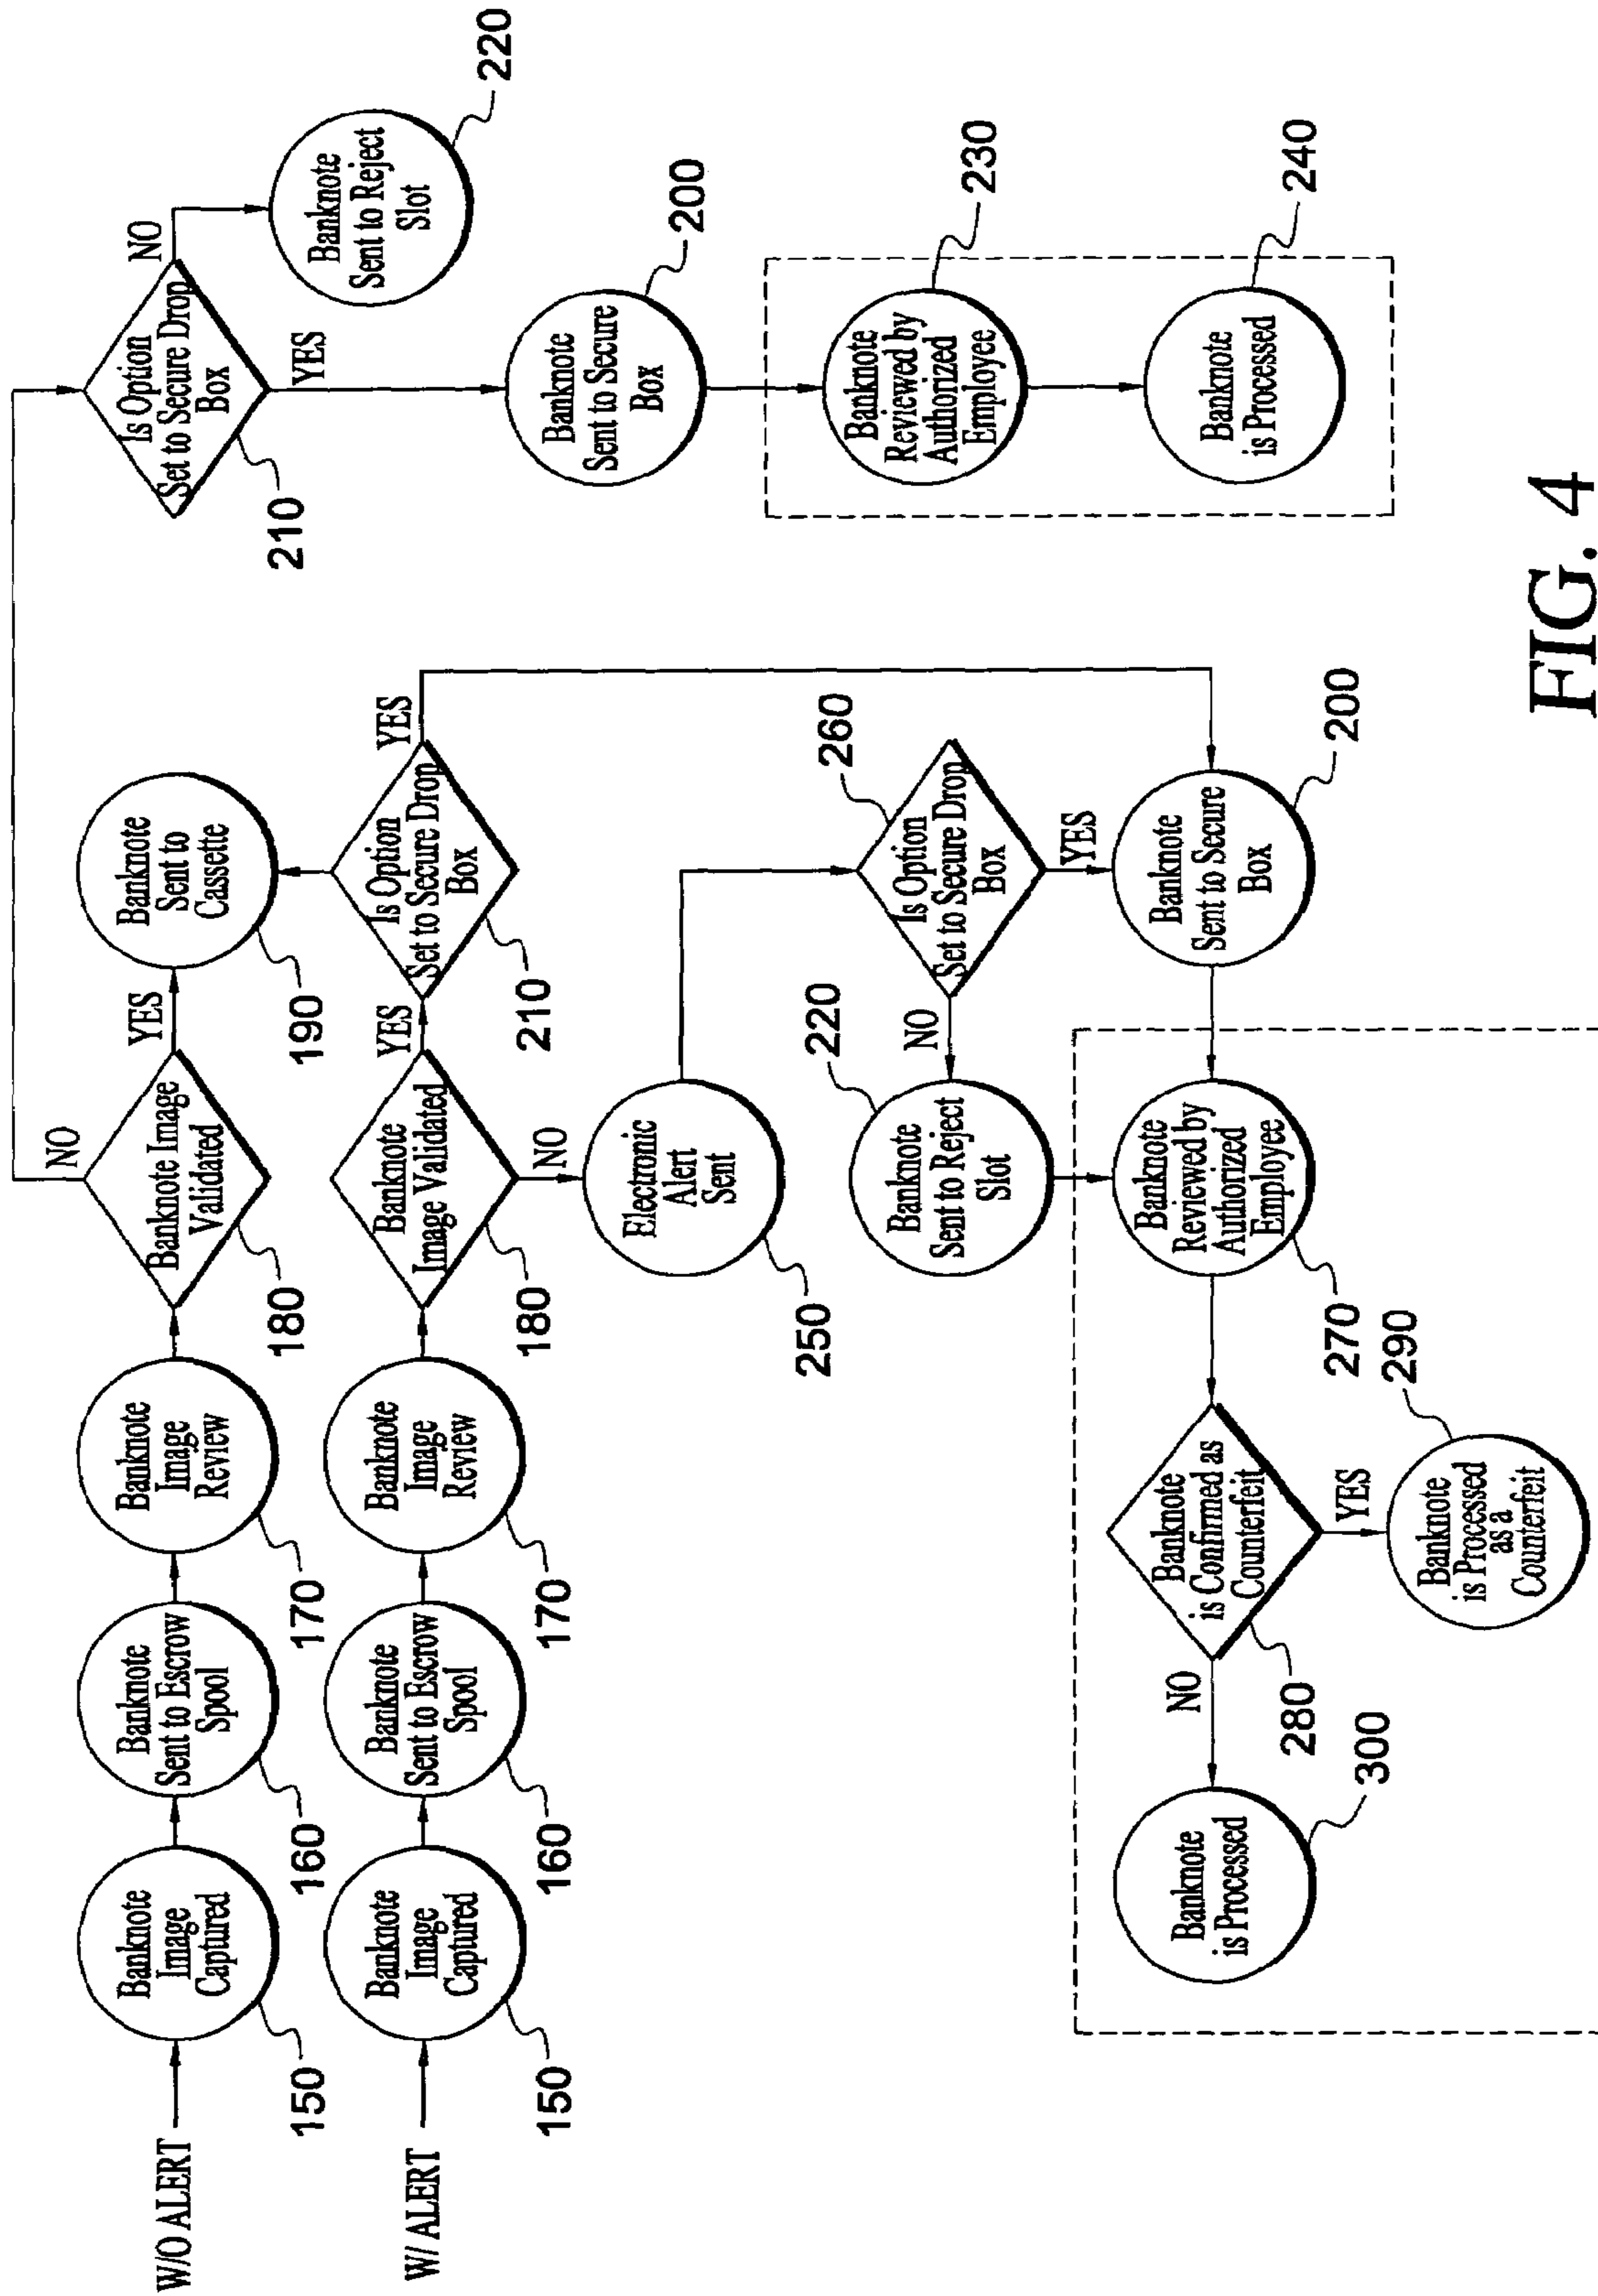 W/O ALERT
Banknote
Image
Captured
150
Banknote
Sent to Escrow
Spool
160
Banknote
Image
Review
170
Banknote Image
Validated
180
NO
YES
Banknote
Sent to
Cassette
190
Is Option
Set to Secure Drop
Box
210
NO
Banknote
Sent to Reject
Slot
220
YES
Banknote
Sent to Secure
Box
200
Banknote
Reviewed by
Authorized
Employee
230
Banknote
is Processed
240
W/ ALERT
Banknote
Image
Captured
150
Banknote
Sent to Escrow
Spool
160
Banknote
Image
Review
170
Banknote
Image Validated
180
YES
Is Option
Set to Secure Drop
Box
210
YES
NO
Electronic
Alert
Sent
250
Is Option
Set to Secure Drop
Box
260
NO
Banknote
Sent to Reject
Slot
220
YES
Banknote
Sent to Secure
Box
200
Banknote
Reviewed by
Authorized
Employee
270
Banknote
is Confirmed as
Counterfeit
280
NO
Banknote
is Processed
300
YES
Banknote
is Processed
as a
Counterfeit
290
FIG. 4